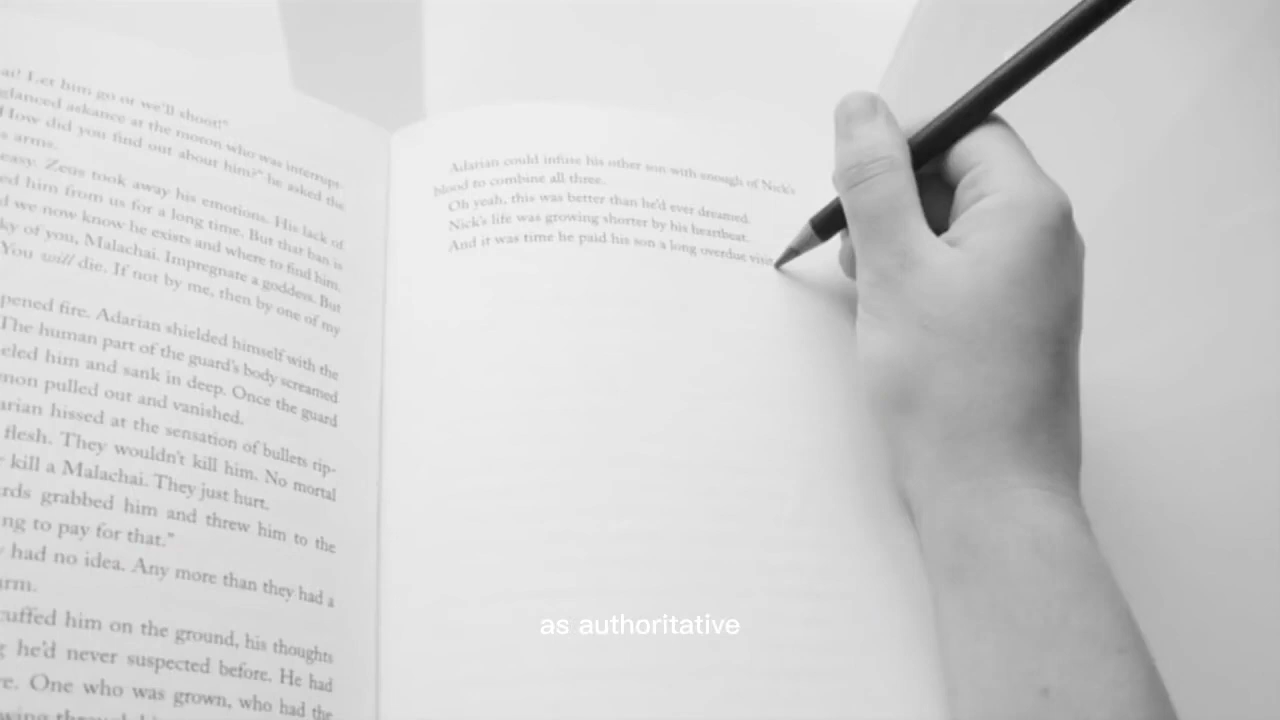 ai! Let him go or we'll shoot!"
glanced askance at the moron who was interrupt-
How did you find out about him?" he asked the
s arms.
easy. Zeus took away his emotions. His lack of
ed him from us for a long time. But that ban is
d we now know he exists and where to find him.
ky of you, Malachai. Impregnate a goddess. But
You will die. If not by me, then by one of my
pened fire. Adarian shielded himself with the
The human part of the guard's body screamed
eled him and sank in deep. Once the guard
mon pulled out and vanished.
arian hissed at the sensation of bullets rip-
flesh. They wouldn't kill him. No mortal
kill a Malachai. They just hurt.
rds grabbed him and threw him to the
ng to pay for that."
had no idea. Any more than they had a
arm.
cuffed him on the ground, his thoughts
g he'd never suspected before. He had
re. One who was grown, who had the
wing through
Adarian could infuse his other son with enough of Nick's
blood to combine all three.
Oh yeah, this was better than he'd ever dreamed.
Nick's life was growing shorter by his heartbeat.
And it was time he paid his son a long overdue visit
as authoritative